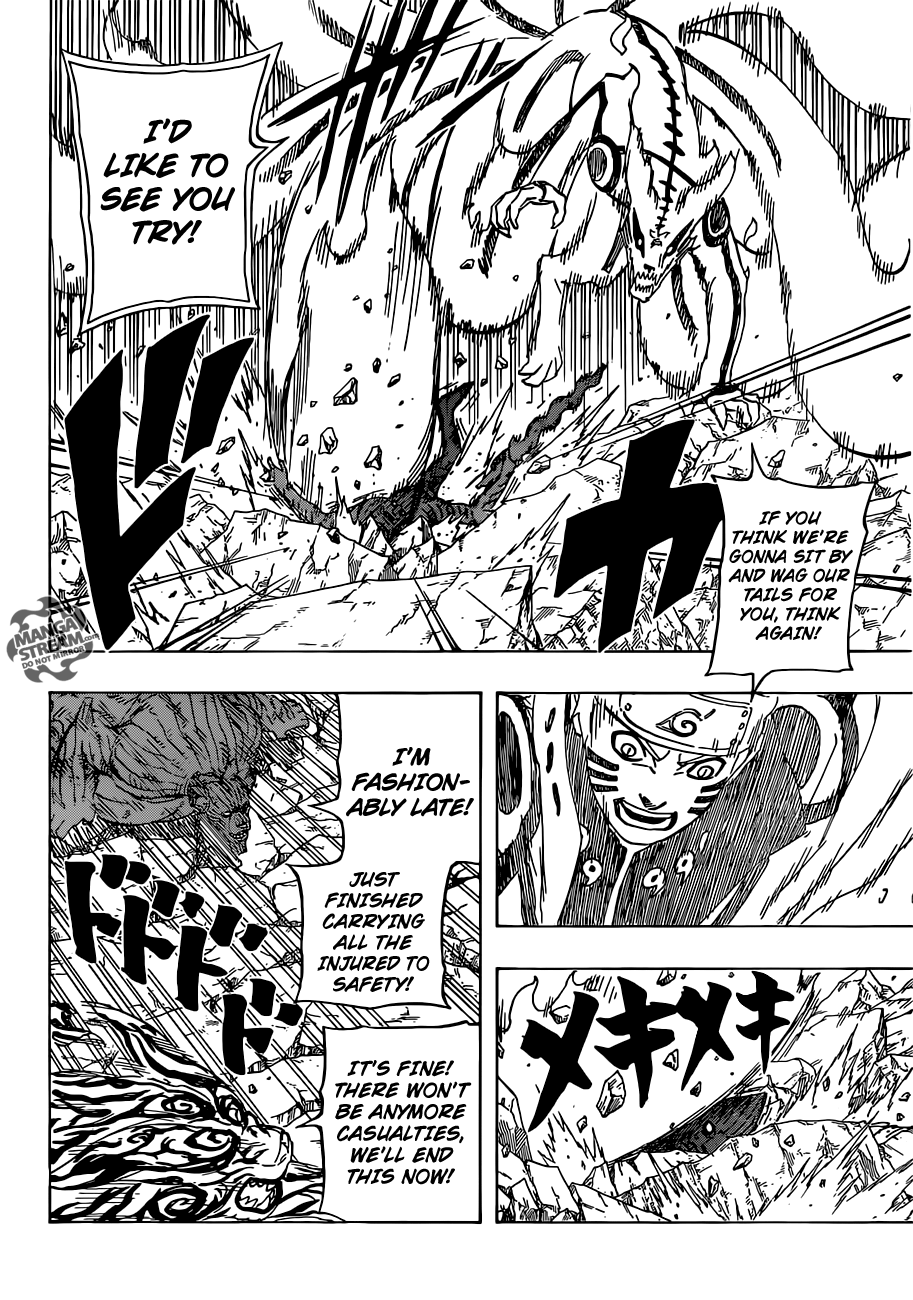 I'D
LIKE TO
SEE YOU
TRY!
ドドッ
カ
IF YOU
THINK WE'RE
GONNA SIT BY
AND WAG OUR
TAILS FOR
YOU, THINK
AGAIN!
MANGA
STREAM.com
DO NOT MIRROR
メキメキ
I'M
FASHION-
ABLY LATE!
JUST
FINISHED
CARRYING
ALL THE
INJURED TO
SAFETY!
ドドドド
IT'S FINE!
THERE WON'T
BE ANYMORE
CASUALTIES,
WE'LL END
THIS NOW!